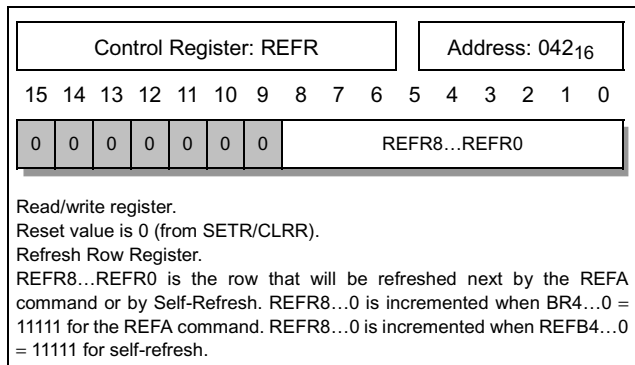 Control Register: REFR Address: 042₁₆
15 14 13 12 11 10 9 8 7 6 5 4 3 2 1 0
0 0 0 0 0 0 0 REFR8...REFR0
Read/write register.
Reset value is 0 (from SETR/CLRR).
Refresh Row Register.
REFR8...REFR0 is the row that will be refreshed next by the REFA
command or by Self-Refresh. REFR8...0 is incremented when BR4...0 =
11111 for the REFA command. REFR8...0 is incremented when REFB4...0
= 11111 for self-refresh.